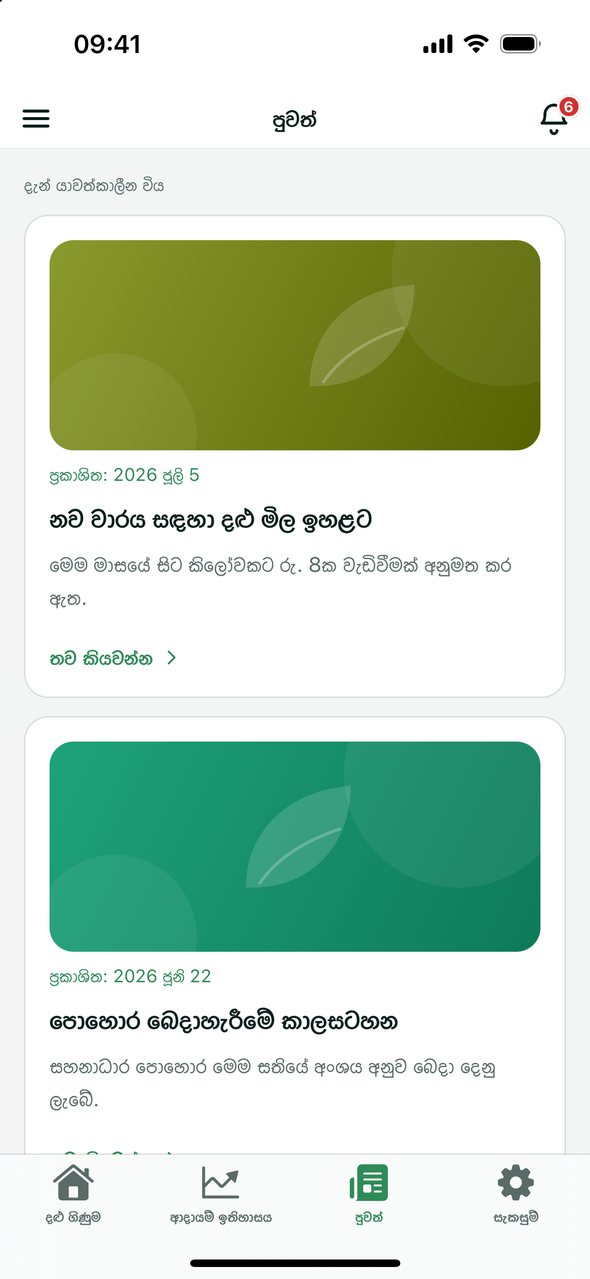 09:41
පුවත්
6
දැන් යාවත්කාලීන විය
ප්‍රකාශිත: 2026 ජූලි 5
නව වාරය සඳහා දළු මිල ඉහළට
මෙම මාසයේ සිට කිලෝවකට රු. 8ක වැඩිවීමක් අනුමත කර
ඇත.
තව කියවන්න
ප්‍රකාශිත: 2026 ජූනි 22
පොහොර බෙදාහැරීමේ කාලසටහන
සහනාධාර පොහොර මෙම සතියේ අංශය අනුව බෙදා දෙනු
ලැබේ.
දළු ගිණුම
ආදායම් ඉතිහාසය
පුවත්
සැකසුම්